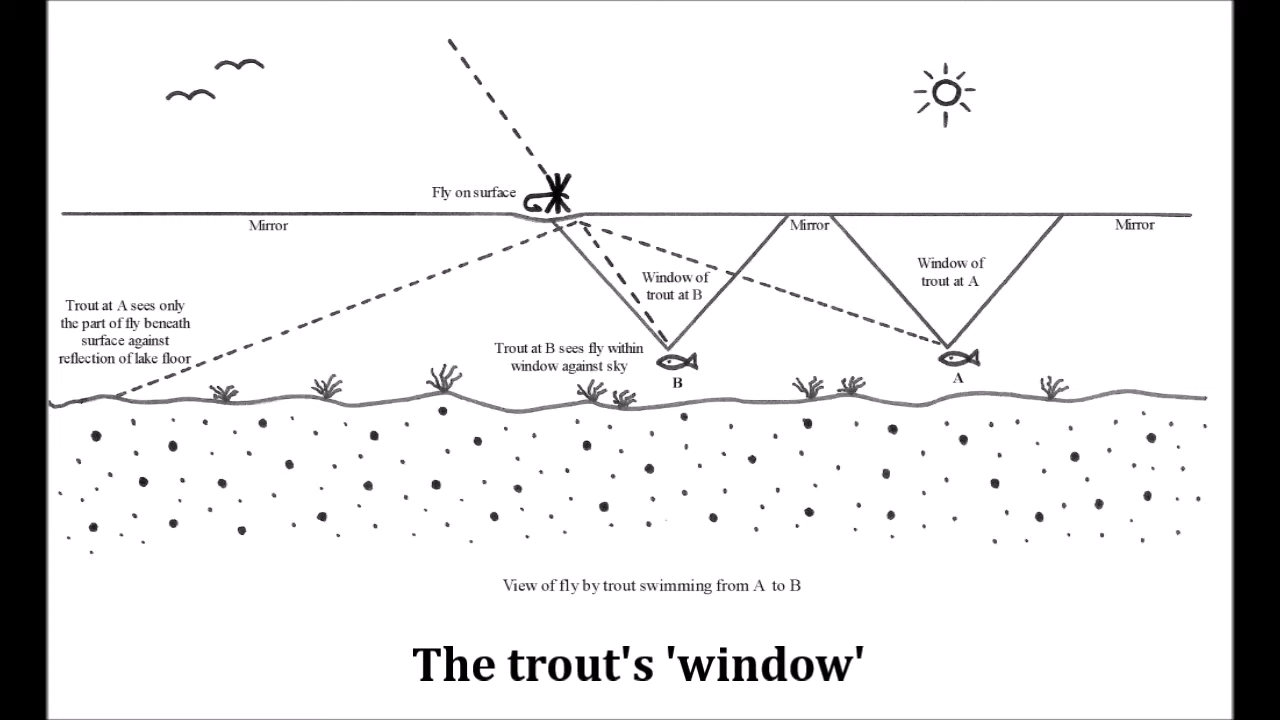 Fly on surface
Mirror
Mirror
Mirror
Window of
trout at B
Window of
trout at A
Trout at A sees only
the part of fly beneath
surface against
reflection of lake floor
Trout at B sees fly within
window against sky
B
A
View of fly by trout swimming from A to B
The trout's 'window'